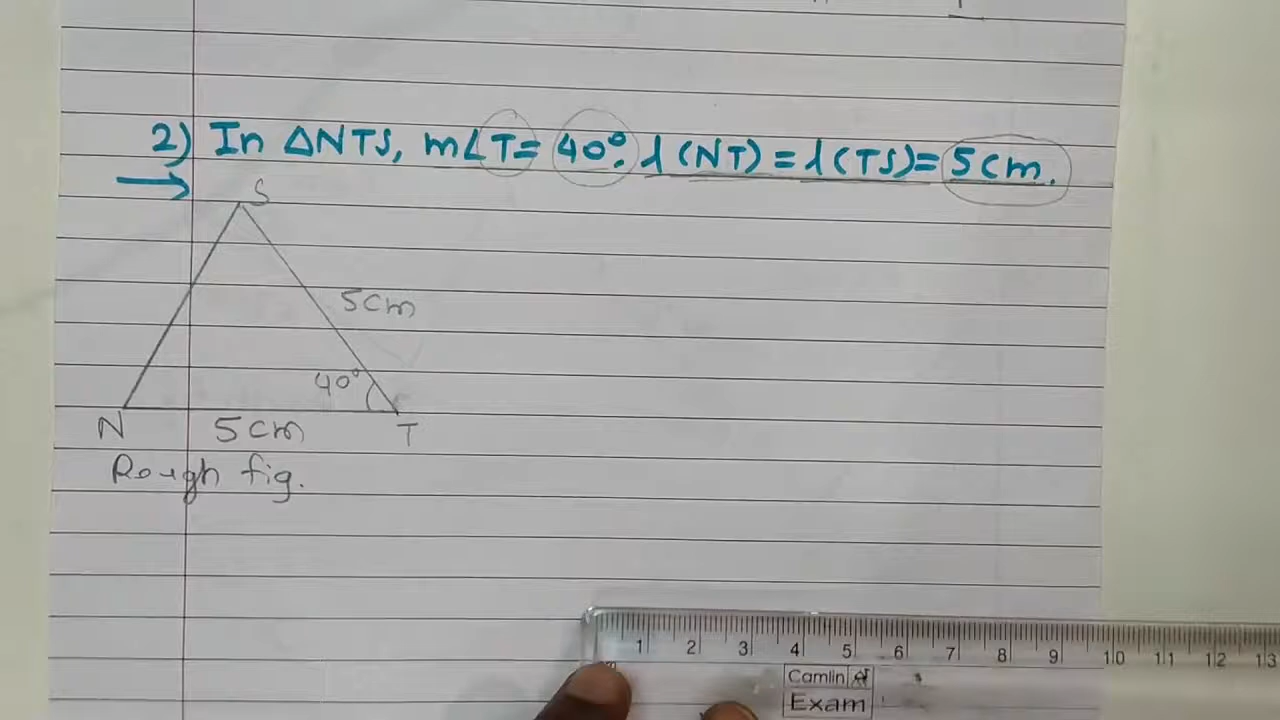 2) In ΔNTS, m∠T= 40°. l(NT) = l(TS)= 5cm.
S
5cm
40°
N 5cm T
Rough fig.
1 2 3 4 5 6 7 8 9 10 11 12 13
Camlin
Exam